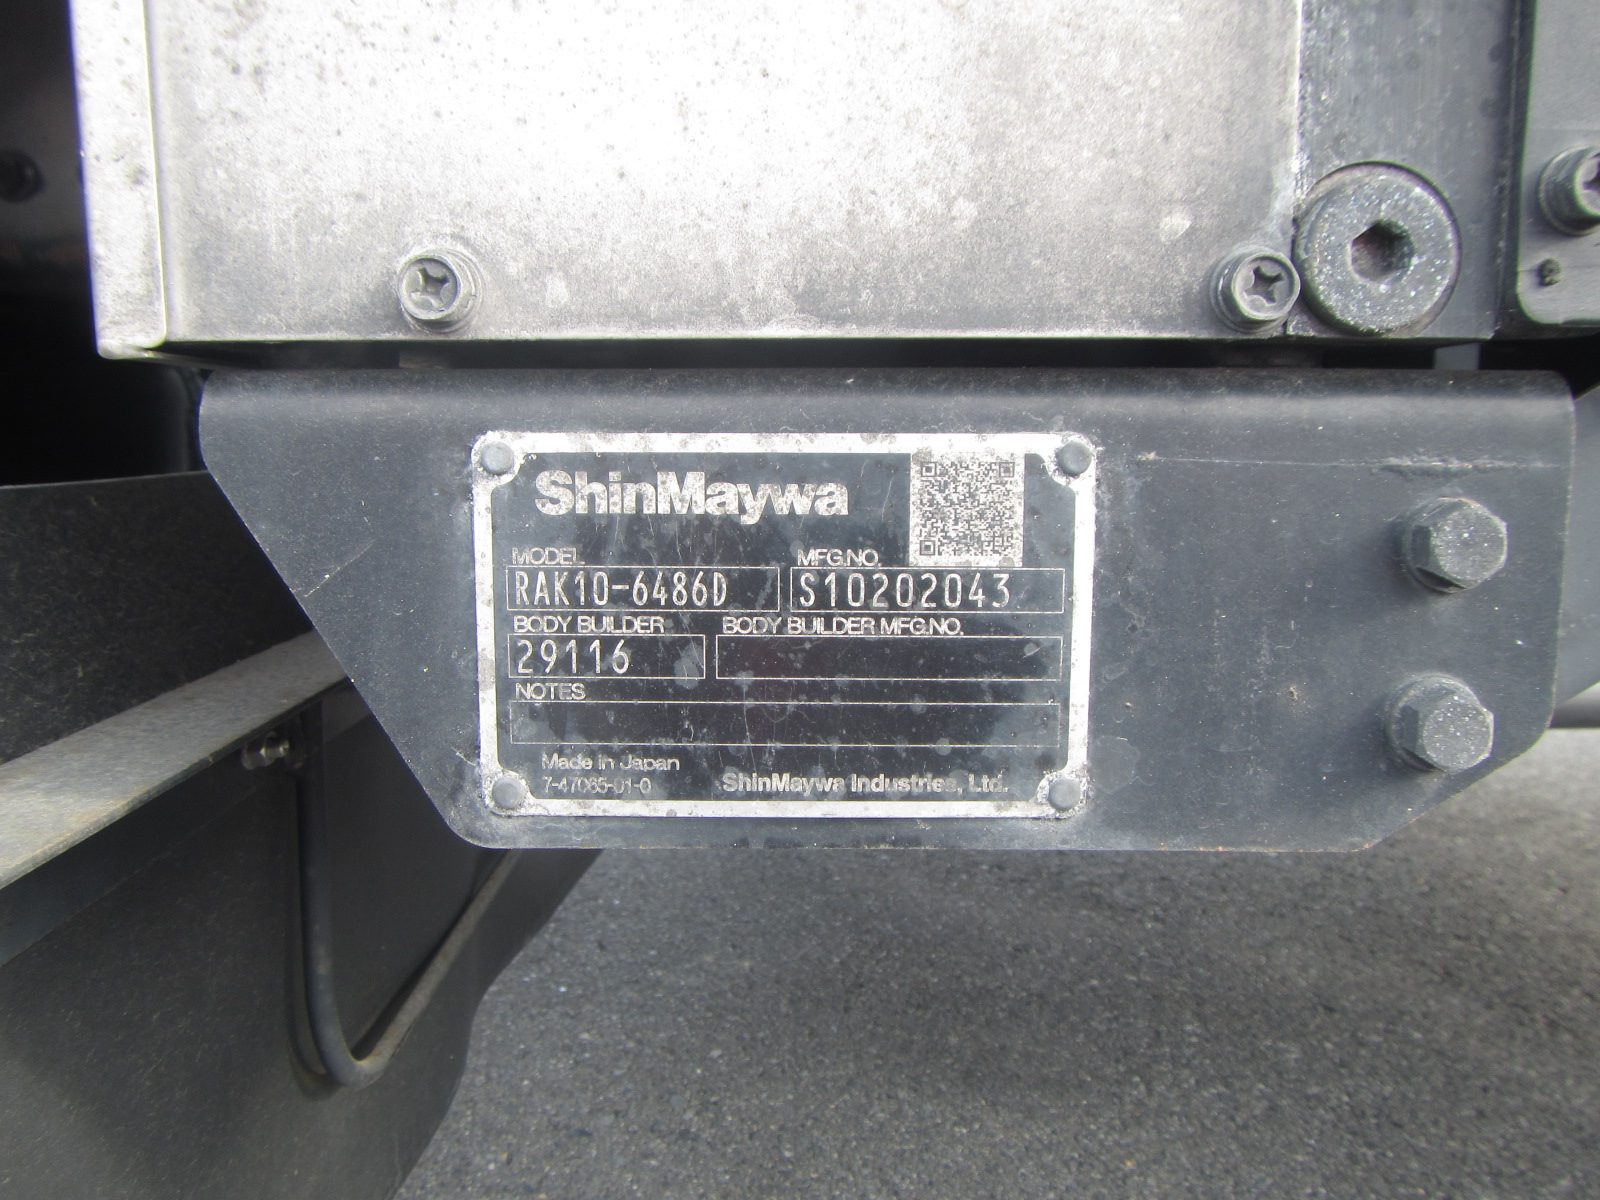 ShinMaywa
MODEL MFG.NO.
RAK10-6486D S10202043
BODY BUILDER BODY BUILDER MFG.NO.
29116
NOTES
Made in Japan
7-47065-01-0 ShinMaywa Industries, Ltd.